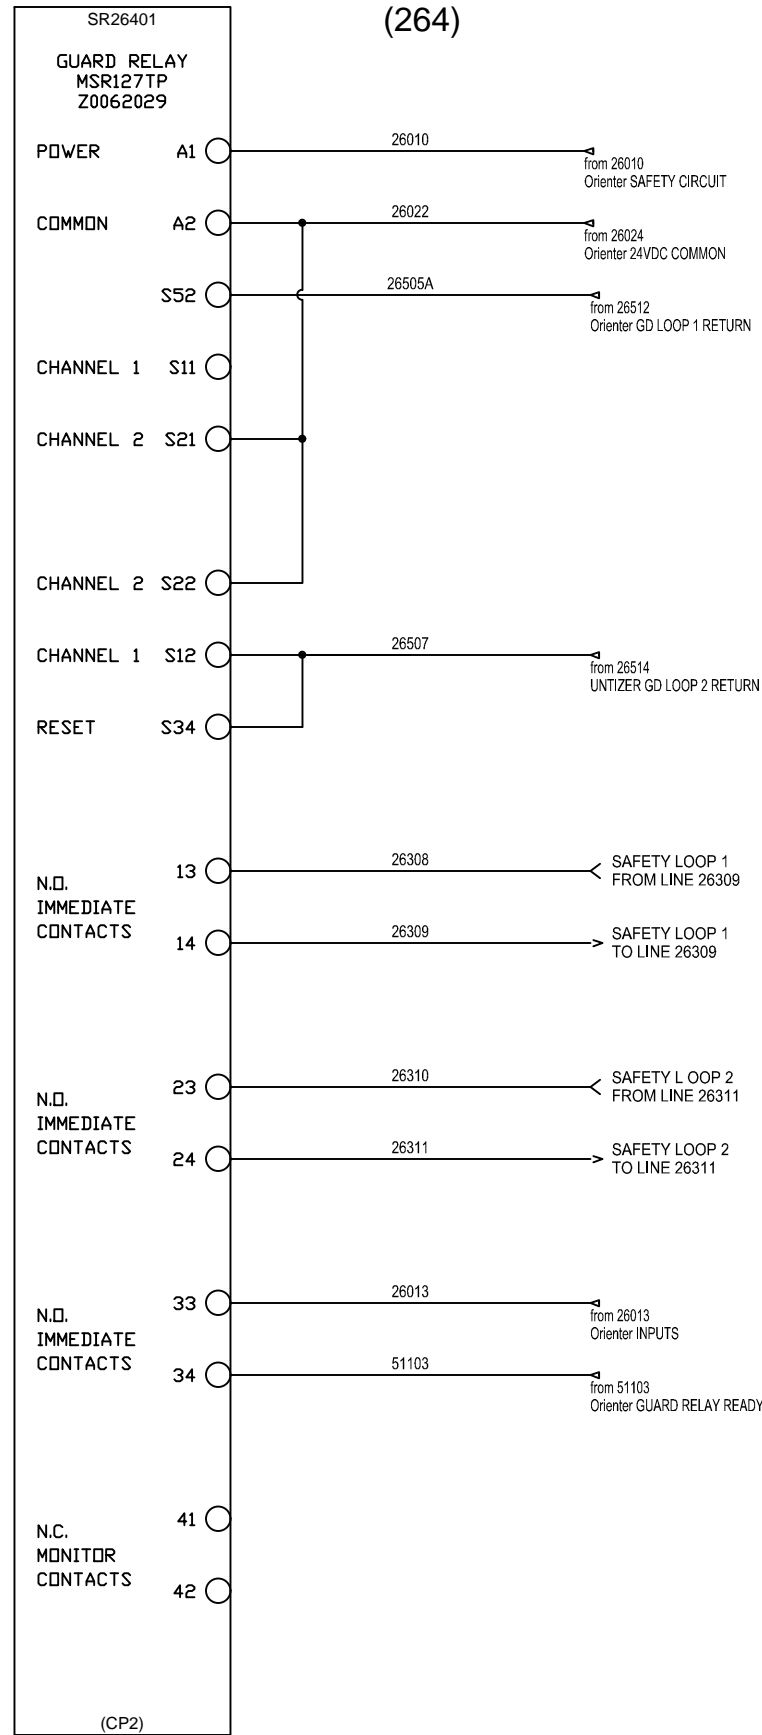 SR26401
(264)
GUARD RELAY
MSR127TP
Z0062029
POWER A1 26010
from 26010
Orienter SAFETY CIRCUIT
COMMON A2 26022
from 26024
Orienter 24VDC COMMON
S52 26505A
from 26512
Orienter GD LOOP 1 RETURN
CHANNEL 1 S11
CHANNEL 2 S21
CHANNEL 2 S22
CHANNEL 1 S12 26507
from 26514
UNTIZER GD LOOP 2 RETURN
RESET S34
N.O.
IMMEDIATE
CONTACTS
13 26308 SAFETY LOOP 1
FROM LINE 26309
14 26309 SAFETY LOOP 1
TO LINE 26309
N.O.
IMMEDIATE
CONTACTS
23 26310 SAFETY L OOP 2
FROM LINE 26311
24 26311 SAFETY LOOP 2
TO LINE 26311
N.O.
IMMEDIATE
CONTACTS
33 26013
from 26013
Orienter INPUTS
34 51103
from 51103
Orienter GUARD RELAY READY
N.C.
MONITOR
CONTACTS
41
42
(CP2)